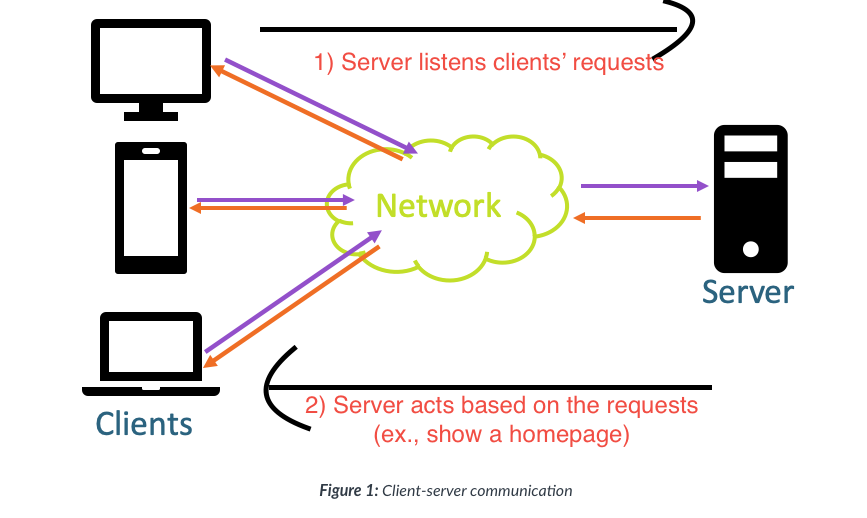 1) Server listens clients’ requests
Network
Server
Clients
2) Server acts based on the requests
(ex., show a homepage)
Figure 1: Client-server communication